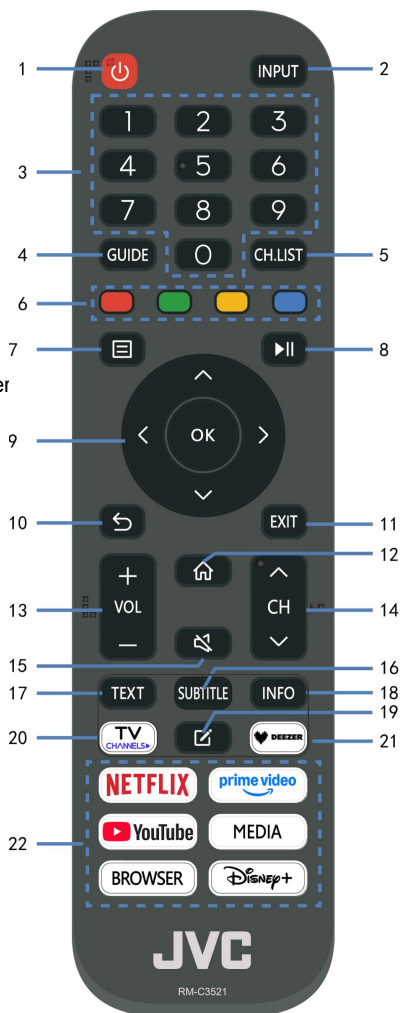 1
INPUT
2
1 2 3
3
4 5 6
7 8 9
4
GUIDE
0
CH.LIST
5
6
7
8
er
9
OK
10
EXIT
11
12
13
+
VOL
–
CH
14
15
16
17
TEXT
SUBTITLE
INFO
18
19
20
TV
CHANNELS
DEEZER
21
NETFLIX
prime video
22
YouTube
MEDIA
BROWSER
Disney+
JVC
RM-C3521